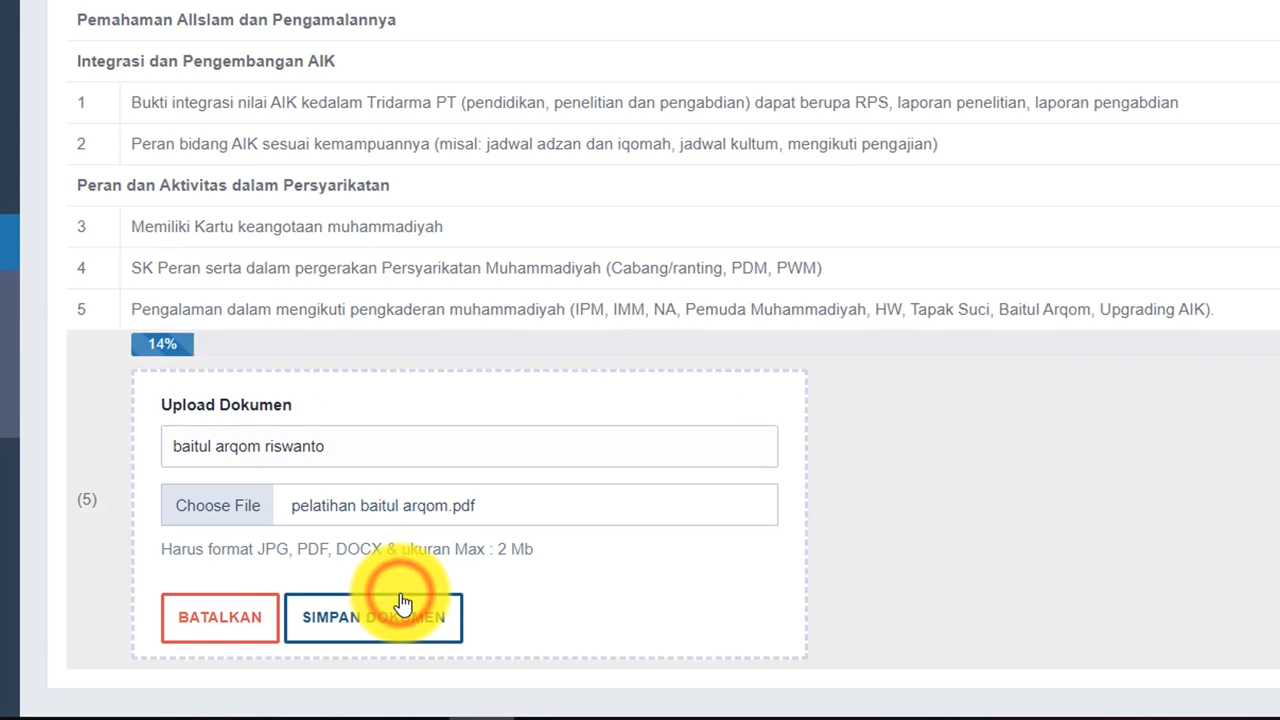 Pemahaman AlIslam dan Pengamalannya
Integrasi dan Pengembangan AIK
1 Bukti integrasi nilai AIK kedalam Tridarma PT (pendidikan, penelitian dan pengabdian) dapat berupa RPS, laporan penelitian, laporan pengabdian
2 Peran bidang AIK sesuai kemampuannya (misal: jadwal adzan dan iqomah, jadwal kultum, mengikuti pengajian)
Peran dan Aktivitas dalam Persyarikatan
3 Memiliki Kartu keangotaan muhammadiyah
4 SK Peran serta dalam pergerakan Persyarikatan Muhammadiyah (Cabang/ranting, PDM, PWM)
5 Pengalaman dalam mengikuti pengkaderan muhammadiyah (IPM, IMM, NA, Pemuda Muhammadiyah, HW, Tapak Suci, Baitul Arqom, Upgrading AIK).
14%
Upload Dokumen
baitul arqom riswanto
(5)
Choose File pelatihan baitul arqom.pdf
Harus format JPG, PDF, DOCX & ukuran Max : 2 Mb
BATALKAN SIMPAN DOKUMEN